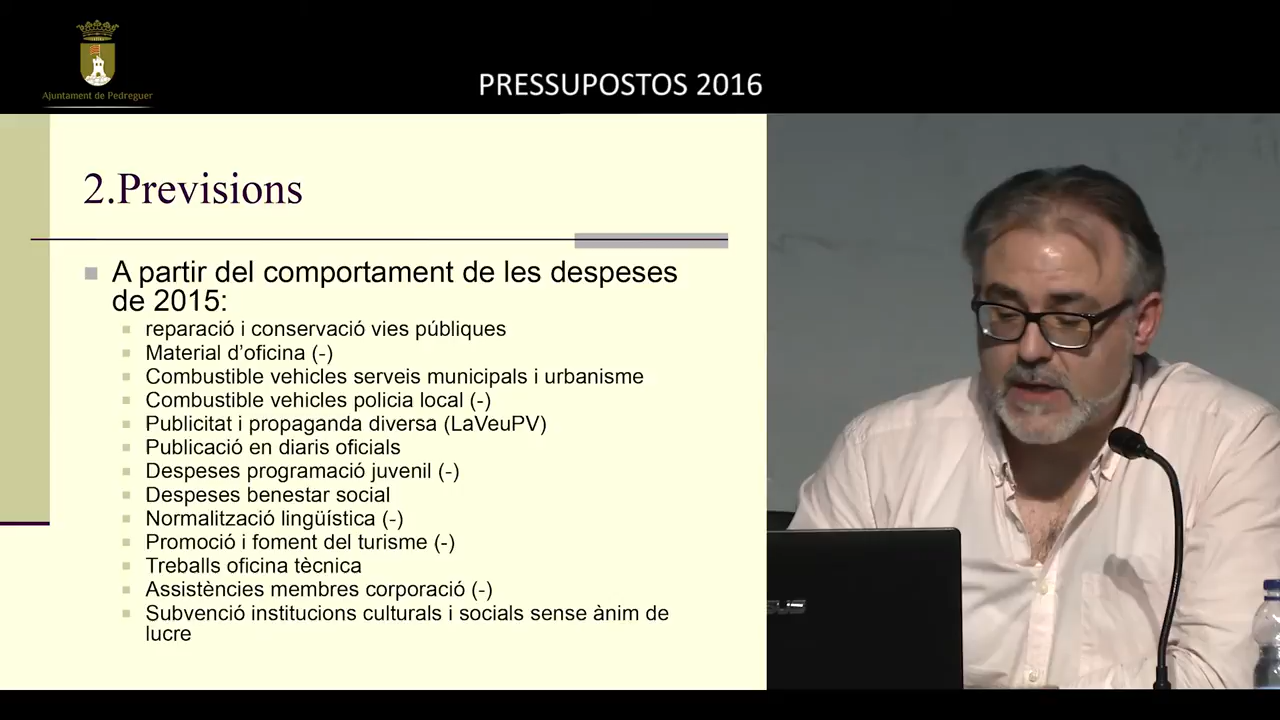 Ajuntament de Pedreguer
PRESSUPOSTOS 2016
2.Previsions
A partir del comportament de les despeses
de 2015:
reparació i conservació vies públiques
Material d'oficina (-)
Combustible vehicles serveis municipals i urbanisme
Combustible vehicles policia local (-)
Publicitat i propaganda diversa (LaVeuPV)
Publicació en diaris oficials
Despeses programació juvenil (-)
Despeses benestar social
Normalització lingüística (-)
Promoció i foment del turisme (-)
Treballs oficina tècnica
Assistències membres corporació (-)
Subvenció institucions culturals i socials sense ànim de
lucre